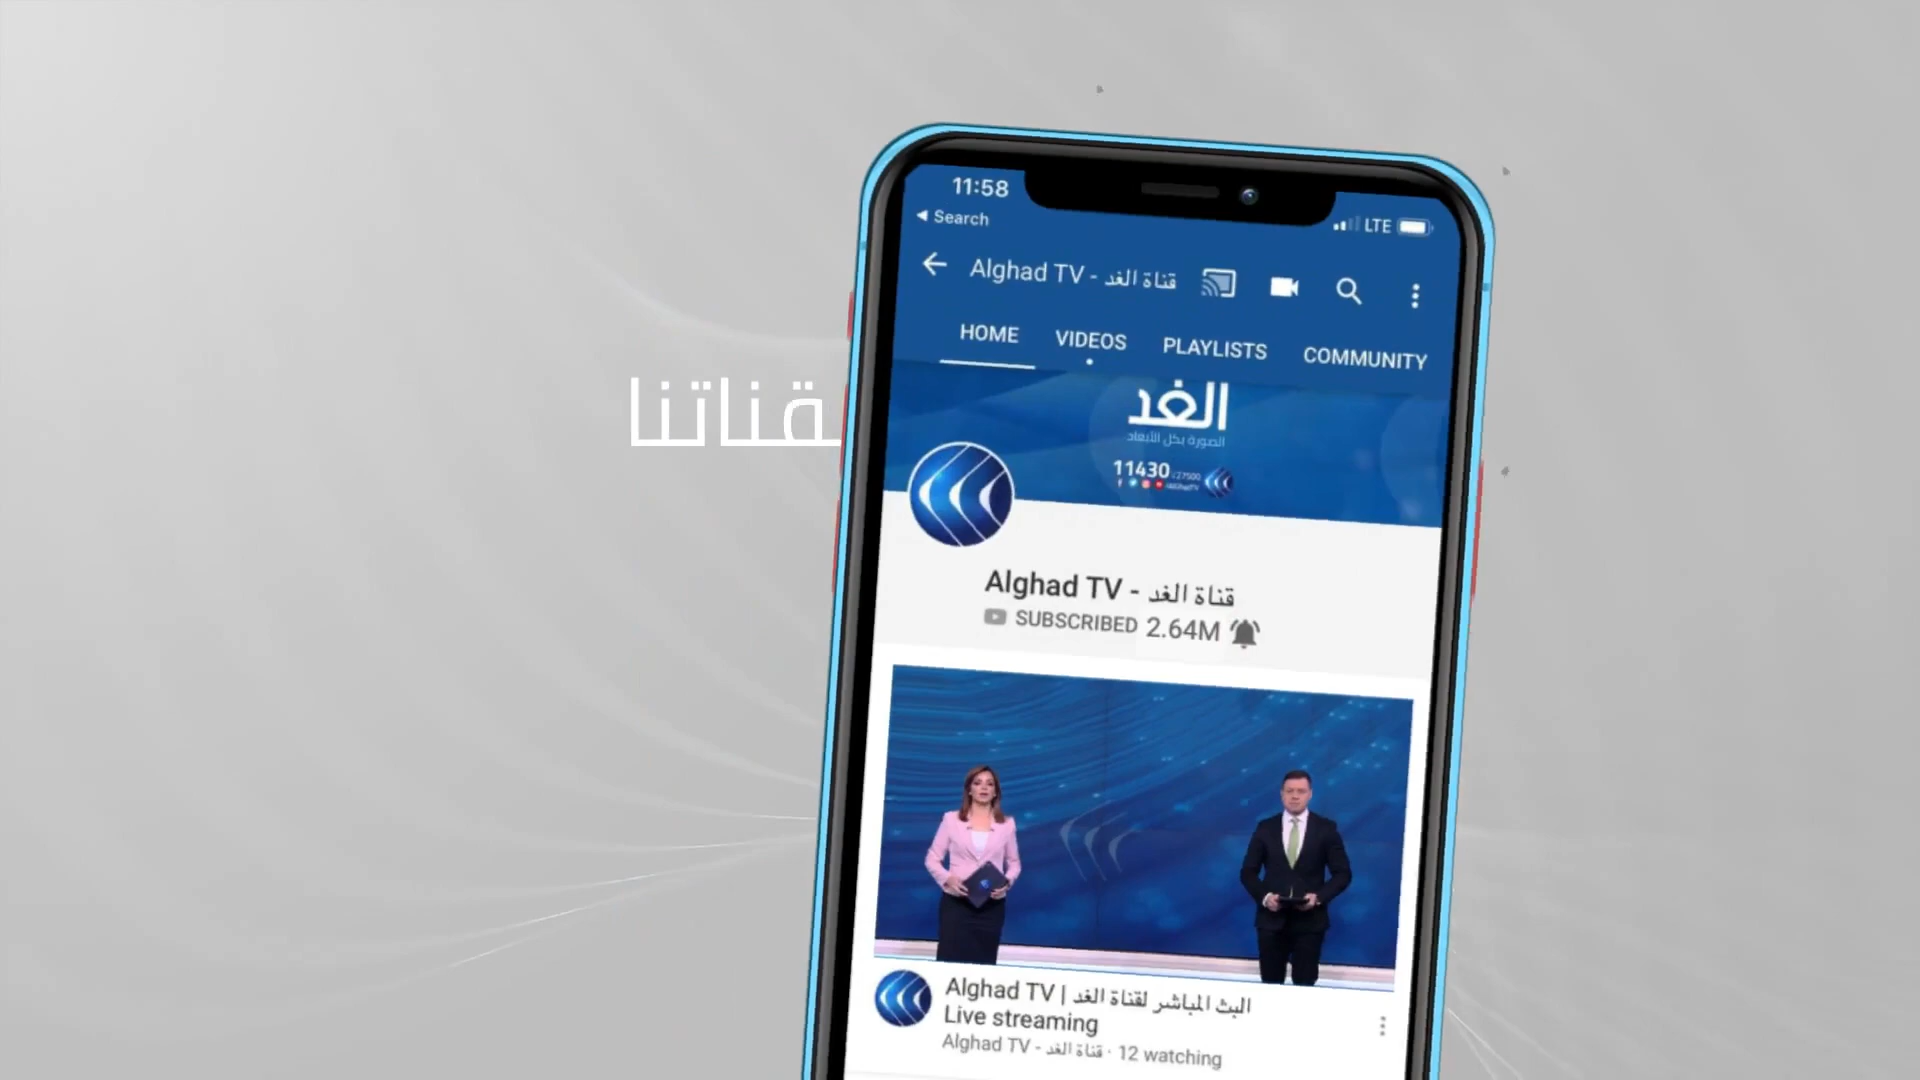 11:58
Search
LTE
Alghad TV - قناة الغد
HOME VIDEOS PLAYLISTS COMMUNITY
الغد
الصورة بكل الأبعاد
11430
27500
قناتنا
Alghad TV - قناة الغد
SUBSCRIBED 2.64M
Alghad TV | البث المباشر لقناة الغد
Live streaming
Alghad TV - قناة الغد · 12 watching